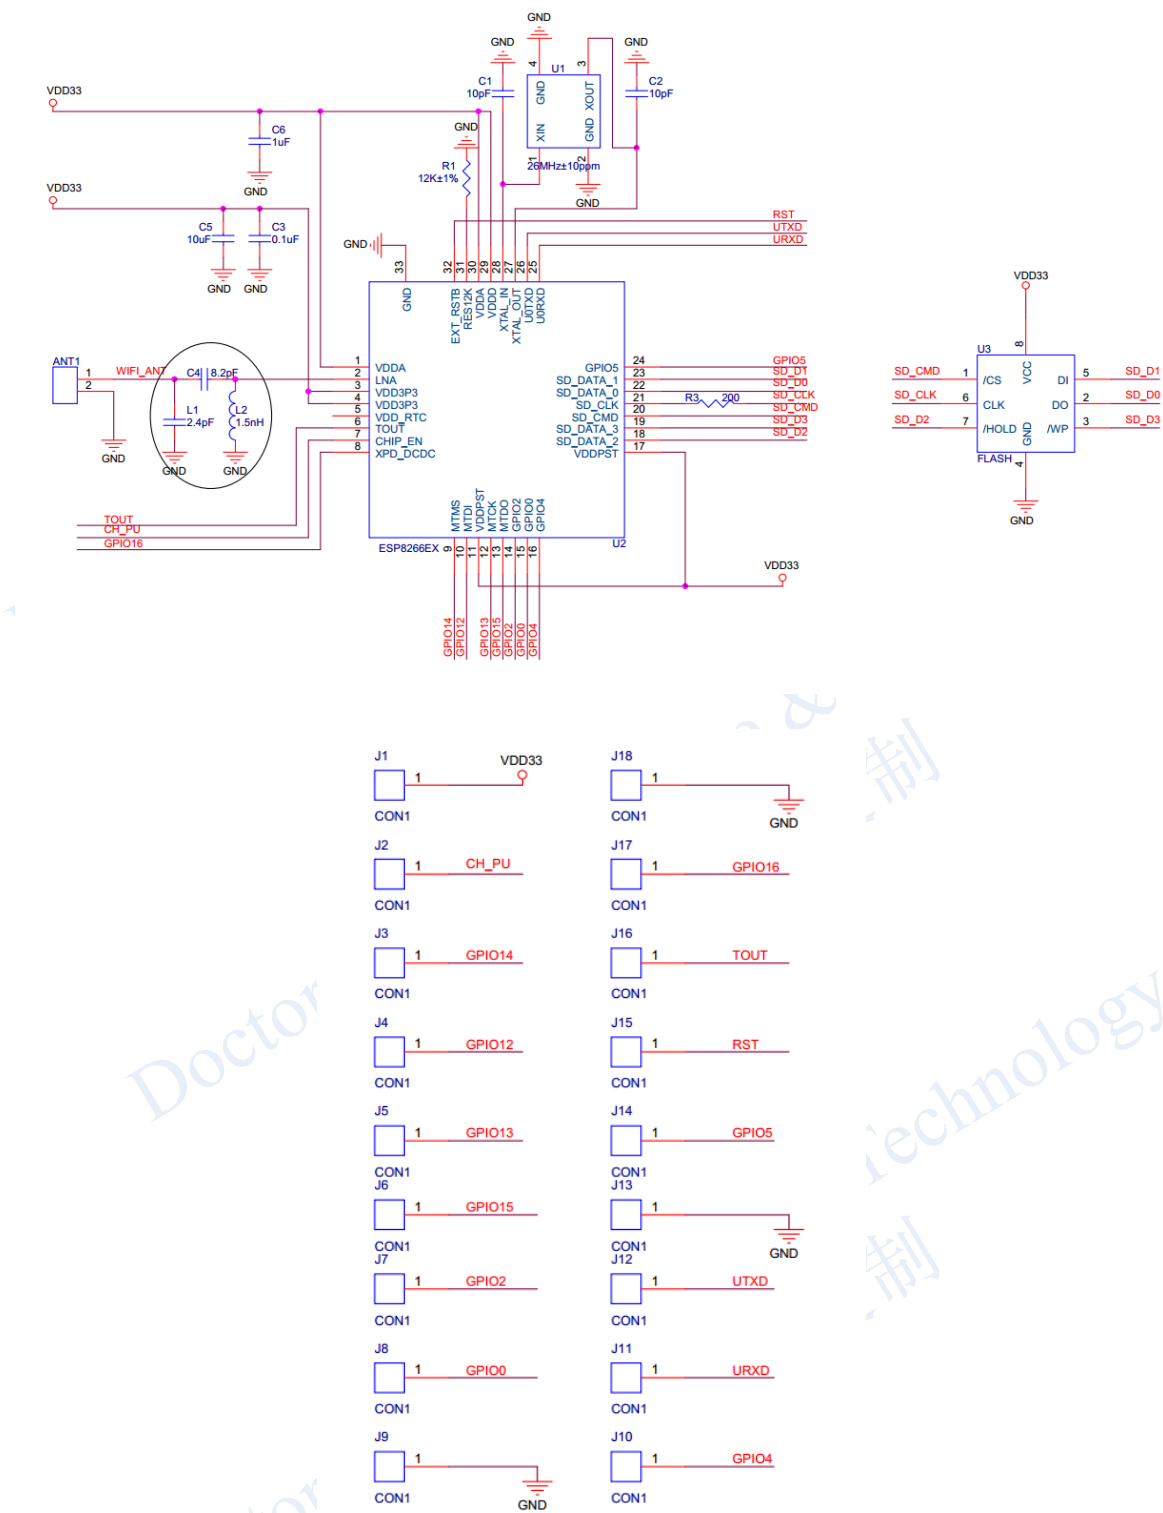 GND
GND
GND
4
3
U1
C1
10pF
C2
10pF
GND
XOUT
XIN
GND
1
2
26MHz±10ppm
GND
VDD33
C6
1uF
GND
GND
R1
12K±1%
VDD33
C5
10uF
C3
0.1uF
GND
GND
RST
UTXD
URXD
GND
33
32
31
30
29
28
27
26
25
GND
EXT_RSTB
RES12K
VDDA
VDDD
XTAL_IN
XTAL_OUT
U0TXD
U0RXD
ANT1
1
2
WIFI_ANT
GND
C4
8.2pF
L1
2.4pF
L2
1.5nH
GND
GND
1 VDDA
2 LNA
3 VDD3P3
4 VDD3P3
5 VDD_RTC
6 TOUT
7 CHIP_EN
8 XPD_DCDC
GPIO5 24 GPIO5
SD_DATA_1 23 SD_D1
SD_DATA_0 22 SD_D0
SD_CLK 21 R3 200 SD_CLK
SD_CMD 20 SD_CMD
SD_DATA_3 19 SD_D3
SD_DATA_2 18 SD_D2
VDDPST 17
TOUT
CH_PU
GPIO16
MTMS
MTDI
VDDPST
MTCK
MTDO
GPIO2
GPIO0
GPIO4
ESP8266EX
U2
9
10
11
12
13
14
15
16
GPIO14
GPIO12
GPIO13
GPIO15
GPIO2
GPIO0
GPIO4
VDD33
VDD33
8
U3
VCC
SD_CMD 1 /CS DI 5 SD_D1
SD_CLK 6 CLK DO 2 SD_D0
SD_D2 7 /HOLD /WP 3 SD_D3
GND
FLASH
4
GND
J1
1
VDD33
CON1
J18
1
GND
CON1
J2
1
CH_PU
CON1
J17
1
GPIO16
CON1
J3
1
GPIO14
CON1
J16
1
TOUT
CON1
J4
1
GPIO12
CON1
J15
1
RST
CON1
J5
1
GPIO13
CON1
J14
1
GPIO5
CON1
J6
1
GPIO15
CON1
J13
1
GND
CON1
J7
1
GPIO2
CON1
J12
1
UTXD
CON1
J8
1
GPIO0
CON1
J11
1
URXD
CON1
J9
1
GND
CON1
J10
1
GPIO4
CON1
&
制
Doctor
Technology
制